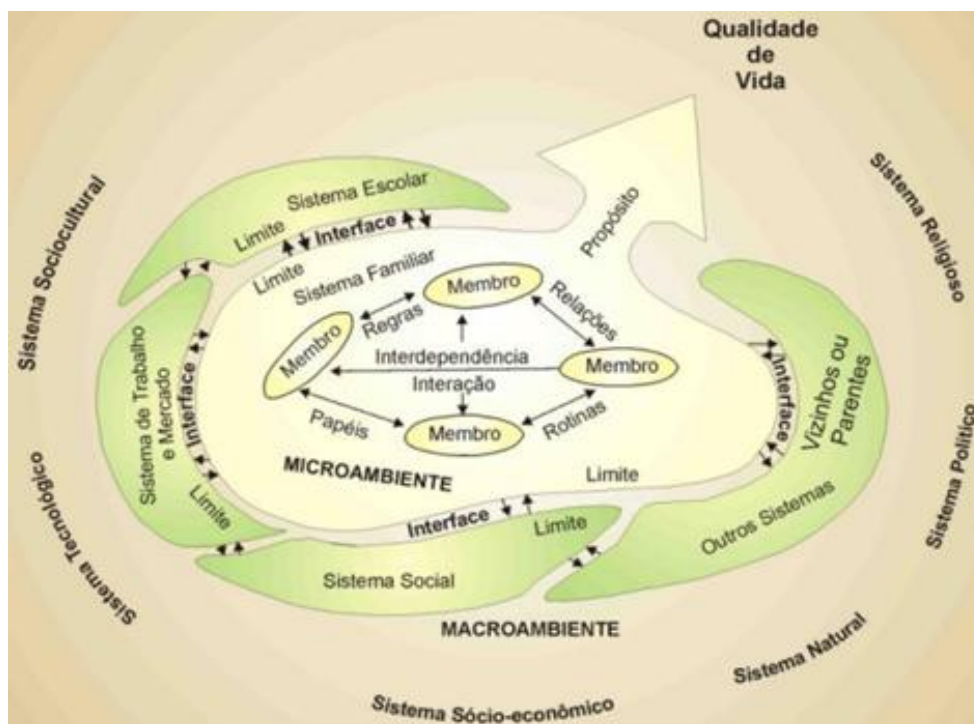 Qualidade
de
Vida
Sistema Religioso
Sistema Sociocultural
Sistema Escolar
Limite
Interface
Limite
Propósito
Sistema Familiar
Membro
Regras
Relações
Membro
Interdependência
Interação
Membro
Papéis
Membro
Rotinas
Sistema de Trabalho
e Mercado
Interface
Interface
Vizinhos ou
Parentes
MICROAMBIENTE
Limite
Limite
Interface
Limite
Outros Sistemas
Sistema Político
Sistema Tecnológico
Sistema Social
MACROAMBIENTE
Sistema Natural
Sistema Sócio-econômico